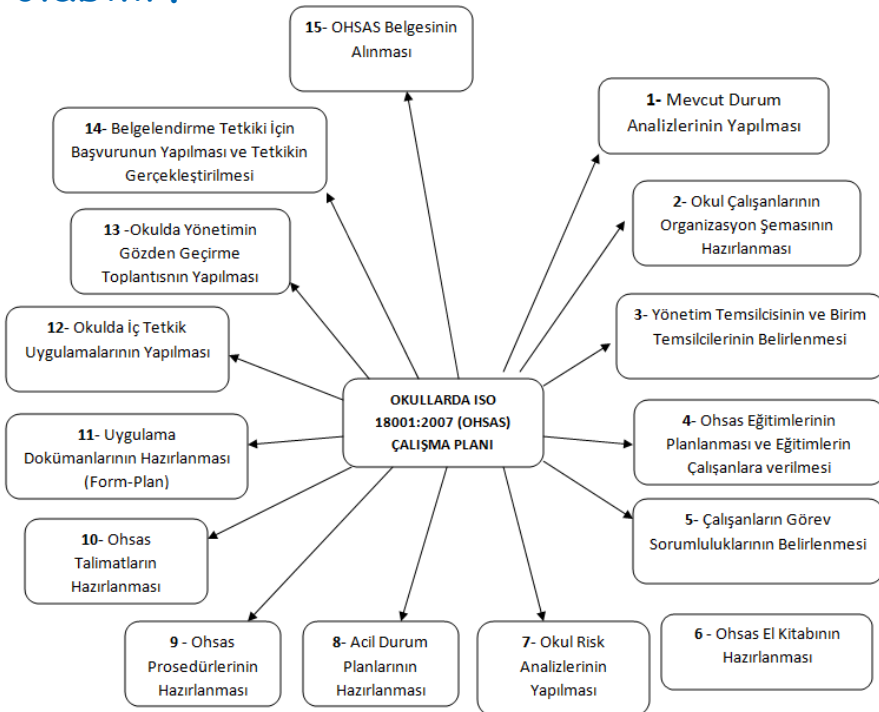 15- OHSAS Belgesinin
Alınması
1- Mevcut Durum
Analizlerinin Yapılması
14- Belgelendirme Tetkiki İçin
Başvurunun Yapılması ve Tetkikin
Gerçekleştirilmesi
2- Okul Çalışanlarının
Organizasyon Şemasının
Hazırlanması
13 -Okulda Yönetimin
Gözden Geçirme
Toplantısnın Yapılması
3- Yönetim Temsilcisinin ve Birim
Temsilcilerinin Belirlenmesi
12- Okulda İç Tetkik
Uygulamalarının Yapılması
OKULLARDA ISO
18001:2007 (OHSAS)
ÇALIŞMA PLANI
4- Ohsas Eğitimlerinin
Planlanması ve Eğitimlerin
Çalışanlara verilmesi
11- Uygulama
Dokümanlarının Hazırlanması
(Form-Plan)
5- Çalışanların Görev
Sorumluluklarının Belirlenmesi
10- Ohsas
Talimatların
Hazırlanması
6 - Ohsas El Kitabının
Hazırlanması
9 - Ohsas
Prosedürlerinin
Hazırlanması
8- Acil Durum
Planlarının
Hazırlanması
7- Okul Risk
Analizlerinin
Yapılması